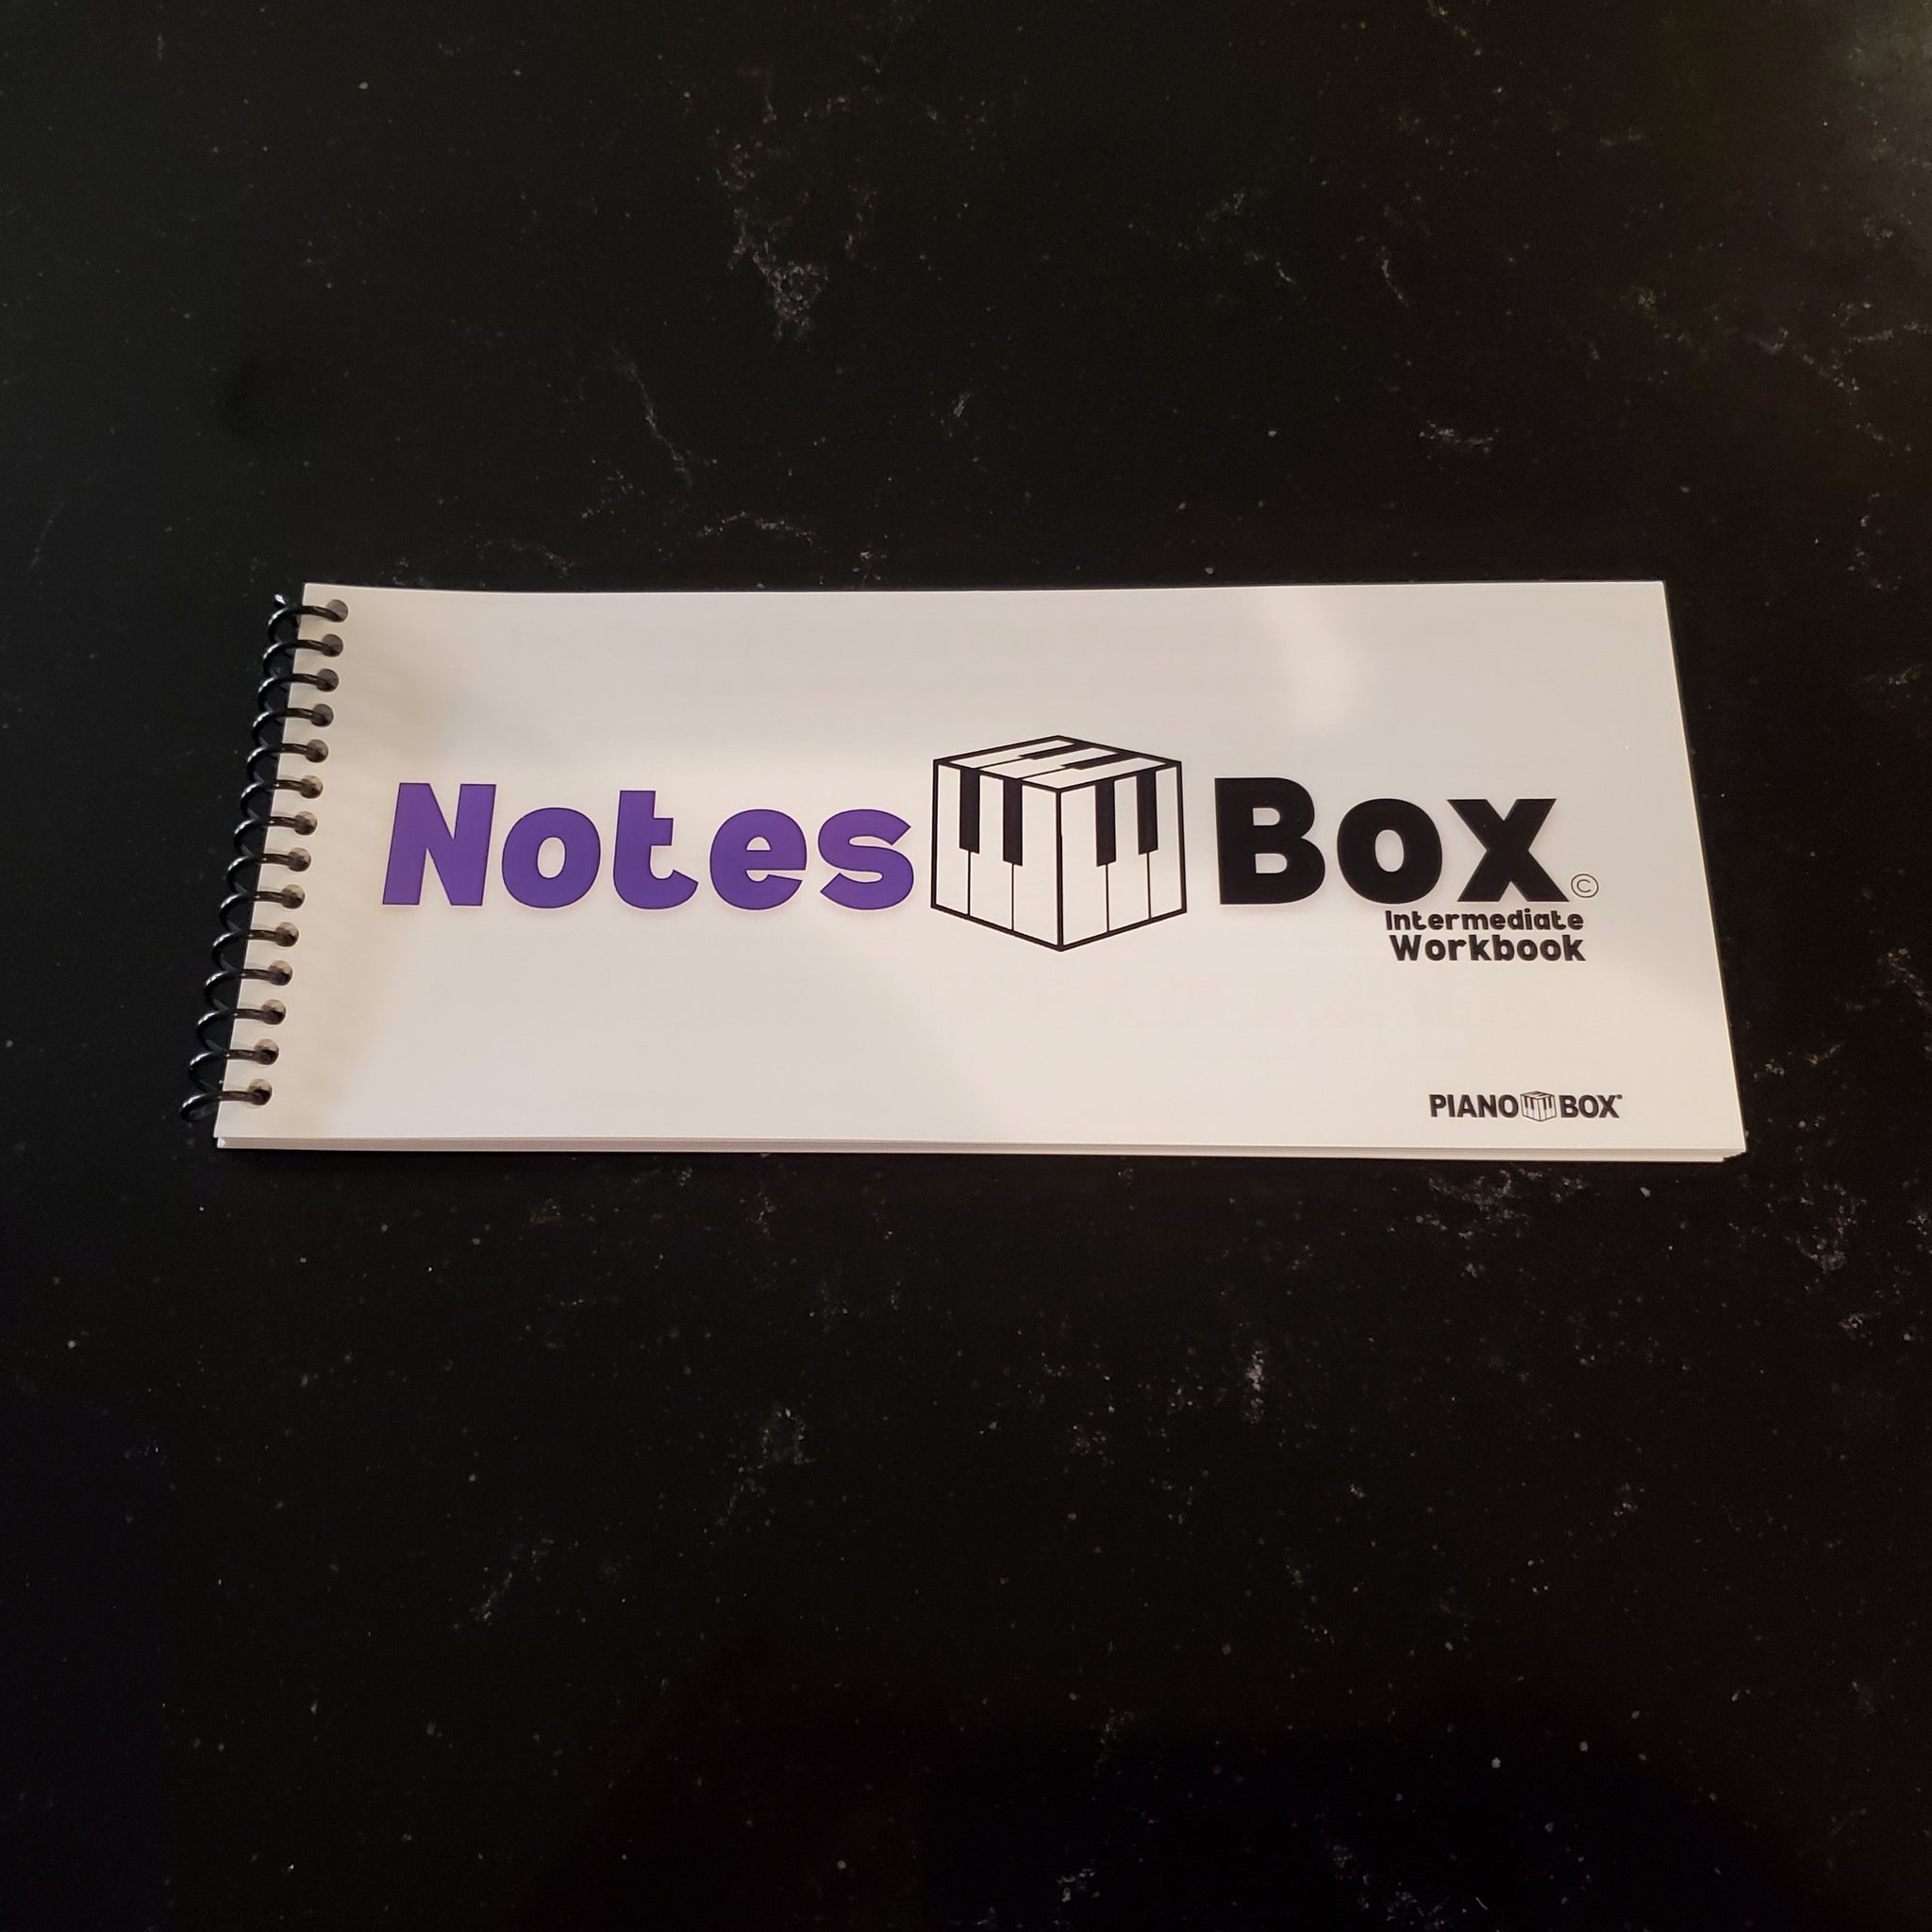 Notes Box ©
Intermediate
Workbook
PIANO BOX®